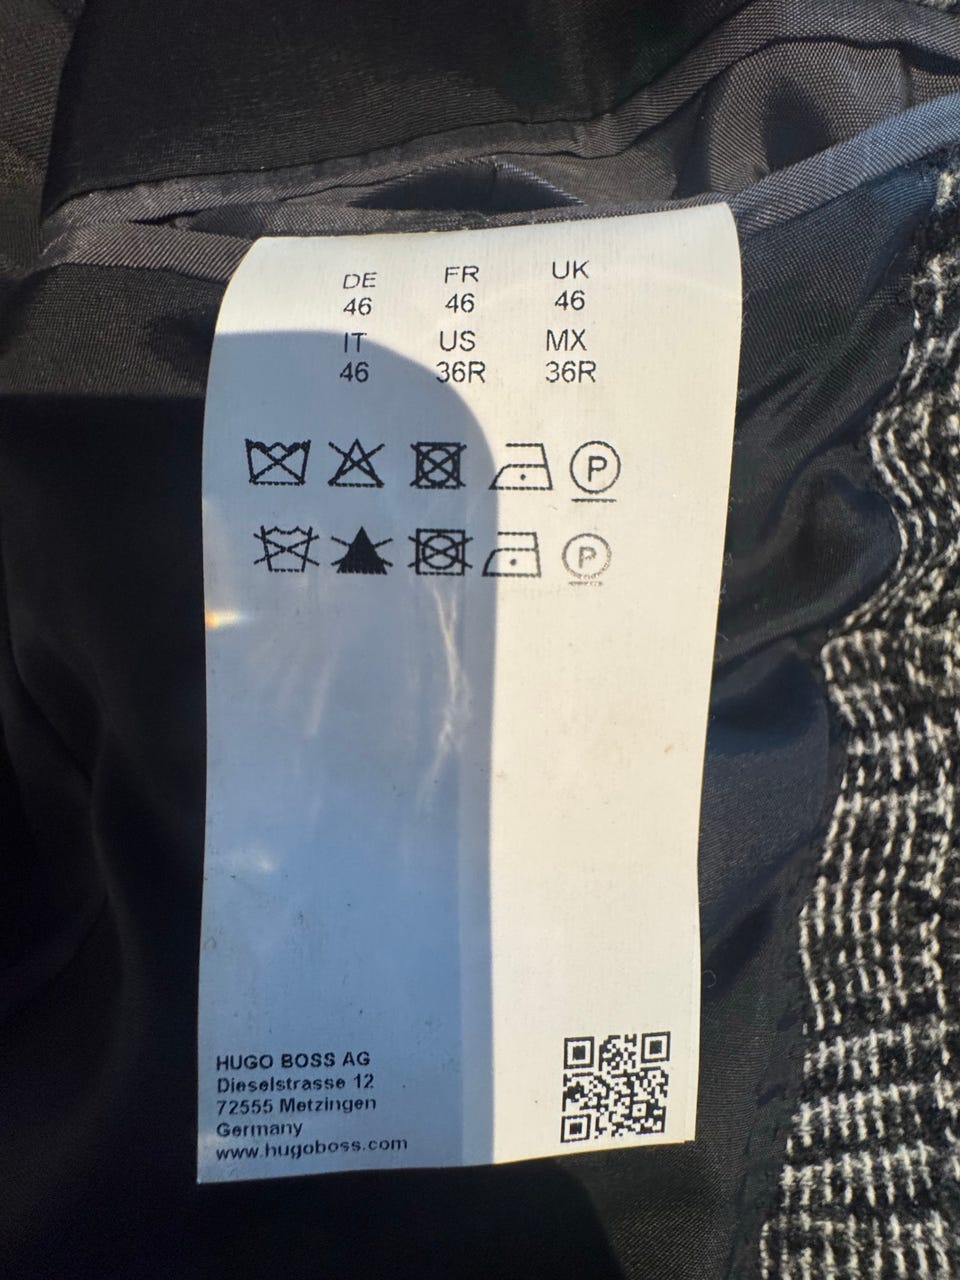 DE FR UK
46 46 46
IT US MX
46 36R 36R
P
P
HUGO BOSS AG
Dieselstrasse 12
72555 Metzingen
Germany
www.hugoboss.com